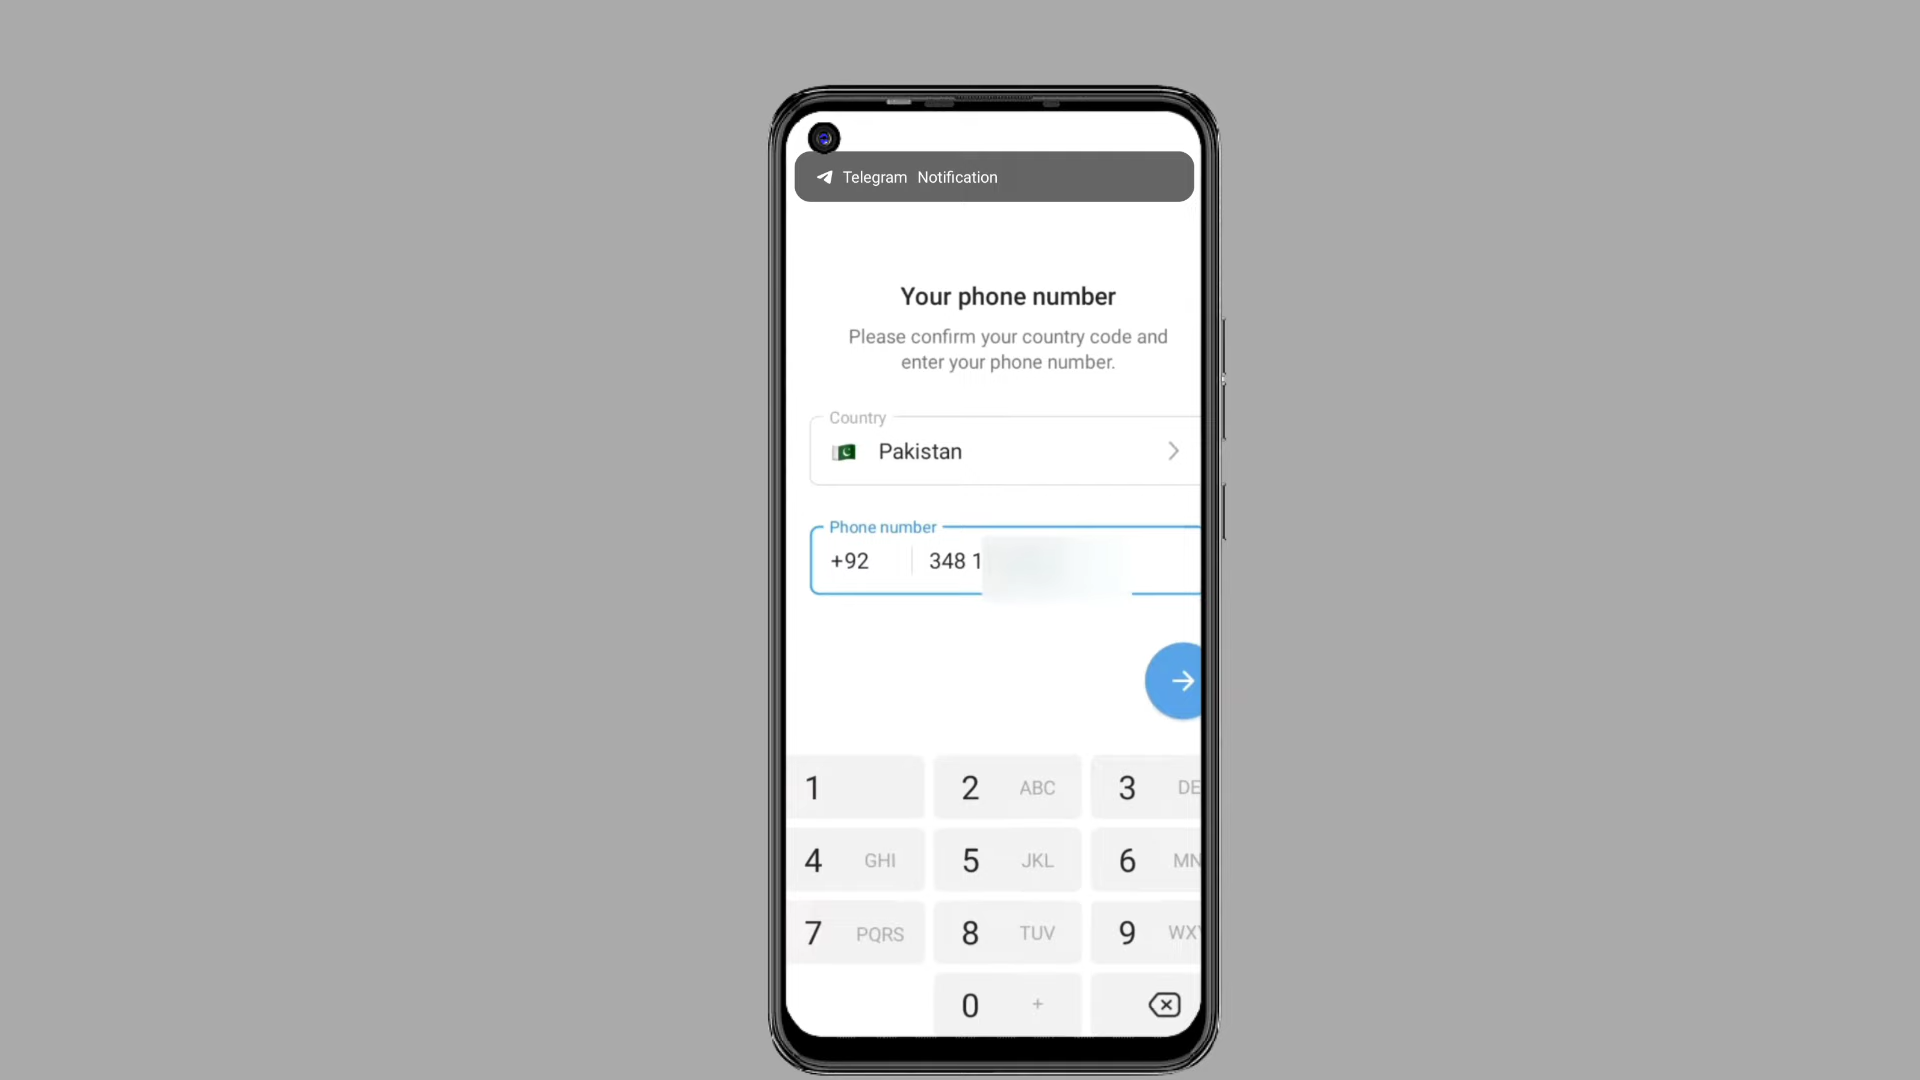 Telegram Notification
Your phone number
Please confirm your country code and
enter your phone number.
Country
Pakistan
Phone number
+92 348 1
1
2 ABC
3 DE
4 GHI
5 JKL
6 MN
7 PQRS
8 TUV
9 WX
0 +